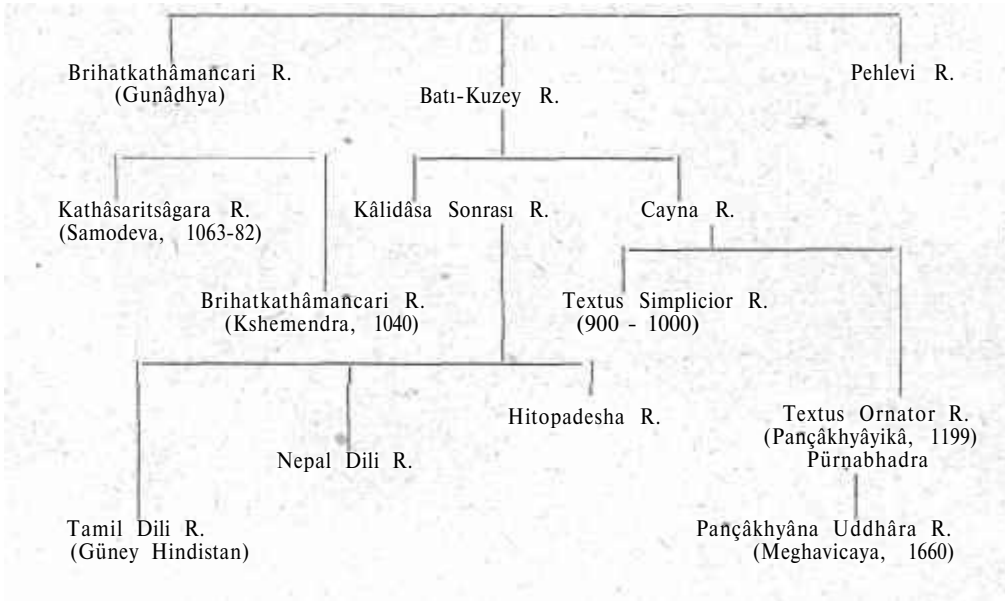 Brihatkathâmancari R.
(Gunâdhya)
Batı-Kuzey R.
Pehlevi R.
Kathâsaritsâgara R.
(Samodeva, 1063-82)
Kâlidâsa Sonrası R.
Cayna R.
Brihatkathâmancari R.
(Kshemendra, 1040)
Textus Simplicior R.
(900 - 1000)
Hitopadesha R.
Textus Ornator R.
(Pançâkhyâyikâ, 1199)
Pürnabhadra
Nepal Dili R.
Tamil Dili R.
(Güney Hindistan)
Pançâkhyâna Uddhâra R.
(Meghavicaya, 1660)